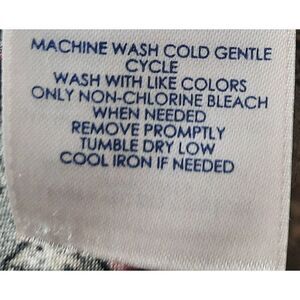 MACHINE WASH COLD GENTLE
CYCLE
WASH WITH LIKE COLORS
ONLY NON-CHLORINE BLEACH
WHEN NEEDED
REMOVE PROMPTLY
TUMBLE DRY LOW
COOL IRON IF NEEDED